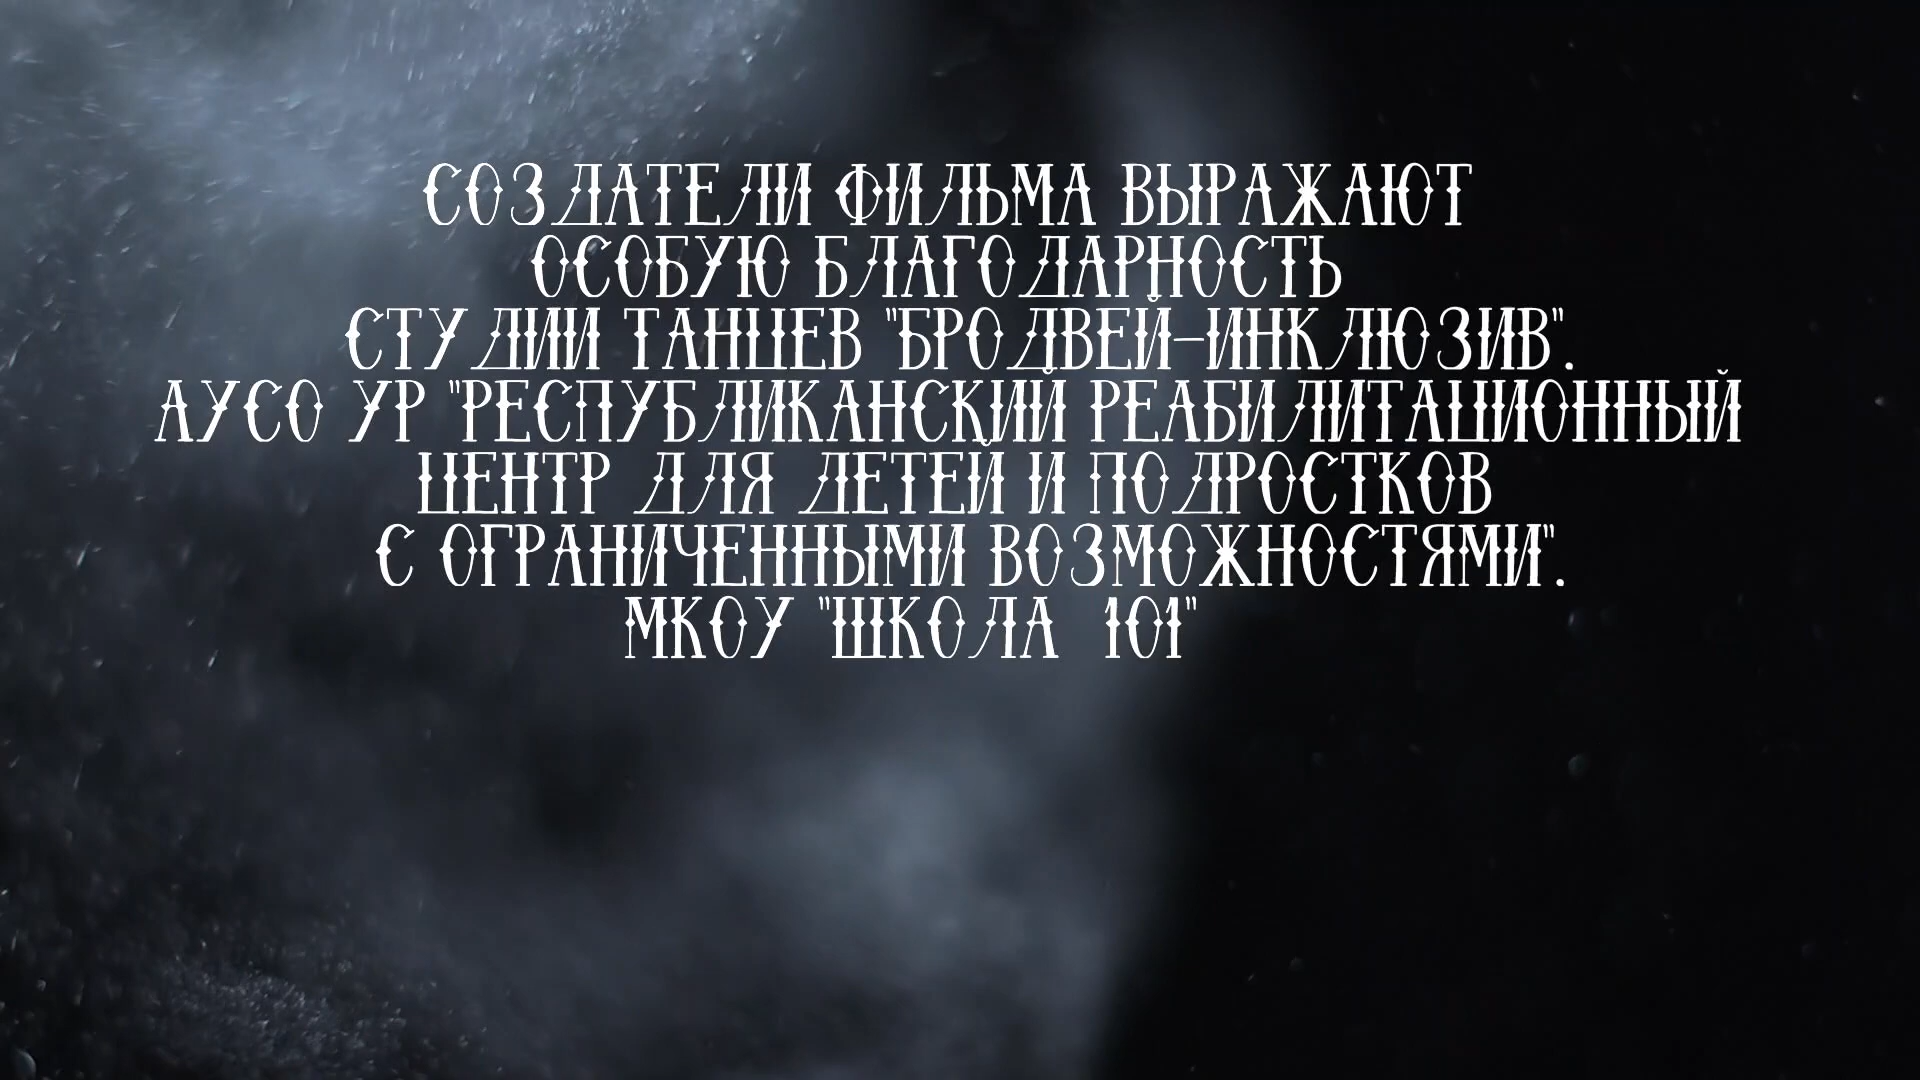 СОЗДАТЕЛИ ФИЛЬМА ВЫРАЖАЮТ
ОСОБУЮ БЛАГОДАРНОСТЬ
СТУДИИ ТАНЦЕВ "БРОДВЕЙ-ИНКЛЮЗИВ".
АУСО УР "РЕСПУБЛИКАНСКИЙ РЕАБИЛИТАЦИОННЫЙ
ЦЕНТР ДЛЯ ДЕТЕЙ И ПОДРОСТКОВ
С ОГРАНИЧЕННЫМИ ВОЗМОЖНОСТЯМИ".
МКОУ "ШКОЛА 101"